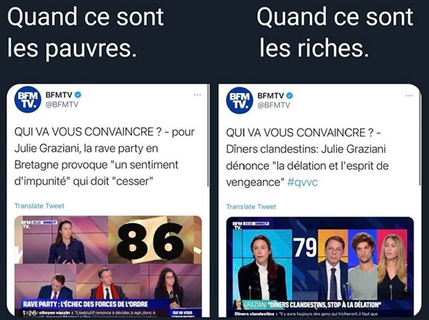 Quand ce sont
les pauvres.
Quand ce sont
les riches.
BFM
TV.
BFMTV
@BFMTV
QUI VA VOUS CONVAINCRE ? - pour
Julie Graziani, la rave party en
Bretagne provoque "un sentiment
d'impunité" qui doit "cesser"
Translate Tweet
86
RAVE PARTY : L'ÉCHEC DES FORCES DE L'ORDRE
1:26
QUI VA
VOUS
CONVAINCRE
BFM
TV.
BFMTV
@BFMTV
QUI VA VOUS CONVAINCRE ? -
Dîners clandestins: Julie Graziani
dénonce "la délation et l'esprit de
vengeance" #qvvc
Translate Tweet
79
GRAZIANI "DÎNERS CLANDESTINS, STOP À LA DÉLATION"
Dîners clandestins